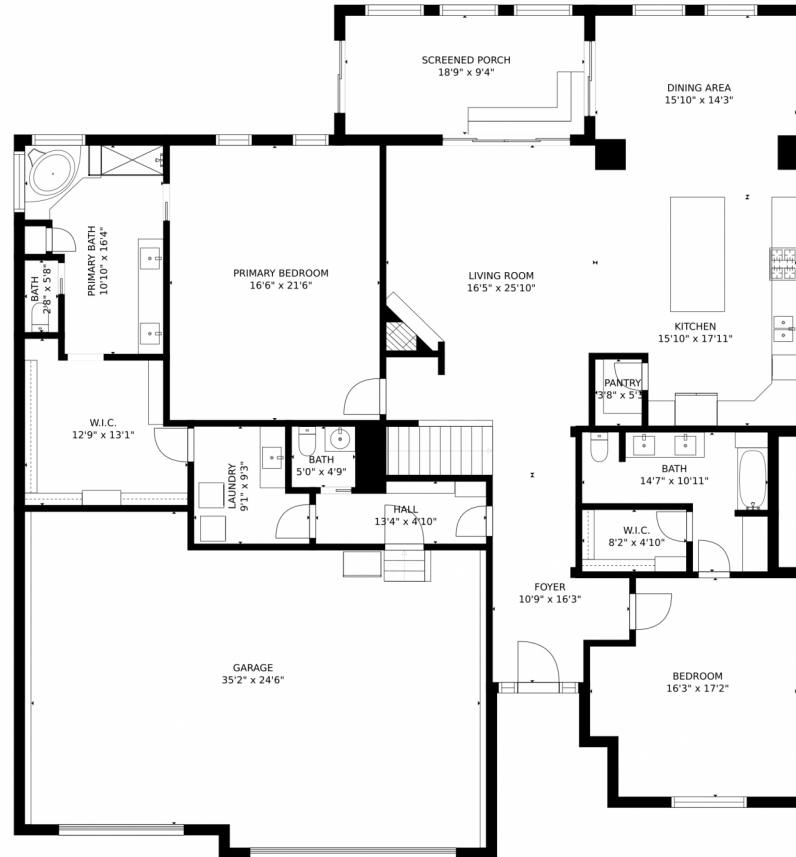 SCREENED PORCH
18'9" x 9'4"
DINING AREA
15'10" x 14'3"
PRIMARY BATH
10'10" x 16'4"
BATH
2'8" x 5'8"
PRIMARY BEDROOM
16'6" x 21'6"
LIVING ROOM
16'5" x 25'10"
KITCHEN
15'10" x 17'11"
PANTRY
3'8" x 5'3"
W.I.C.
12'9" x 13'1"
LAUNDRY
9'1" x 9'3"
BATH
5'0" x 4'9"
BATH
14'7" x 10'11"
HALL
13'4" x 4'10"
W.I.C.
8'2" x 4'10"
FOYER
10'9" x 16'3"
GARAGE
35'2" x 24'6"
BEDROOM
16'3" x 17'2"